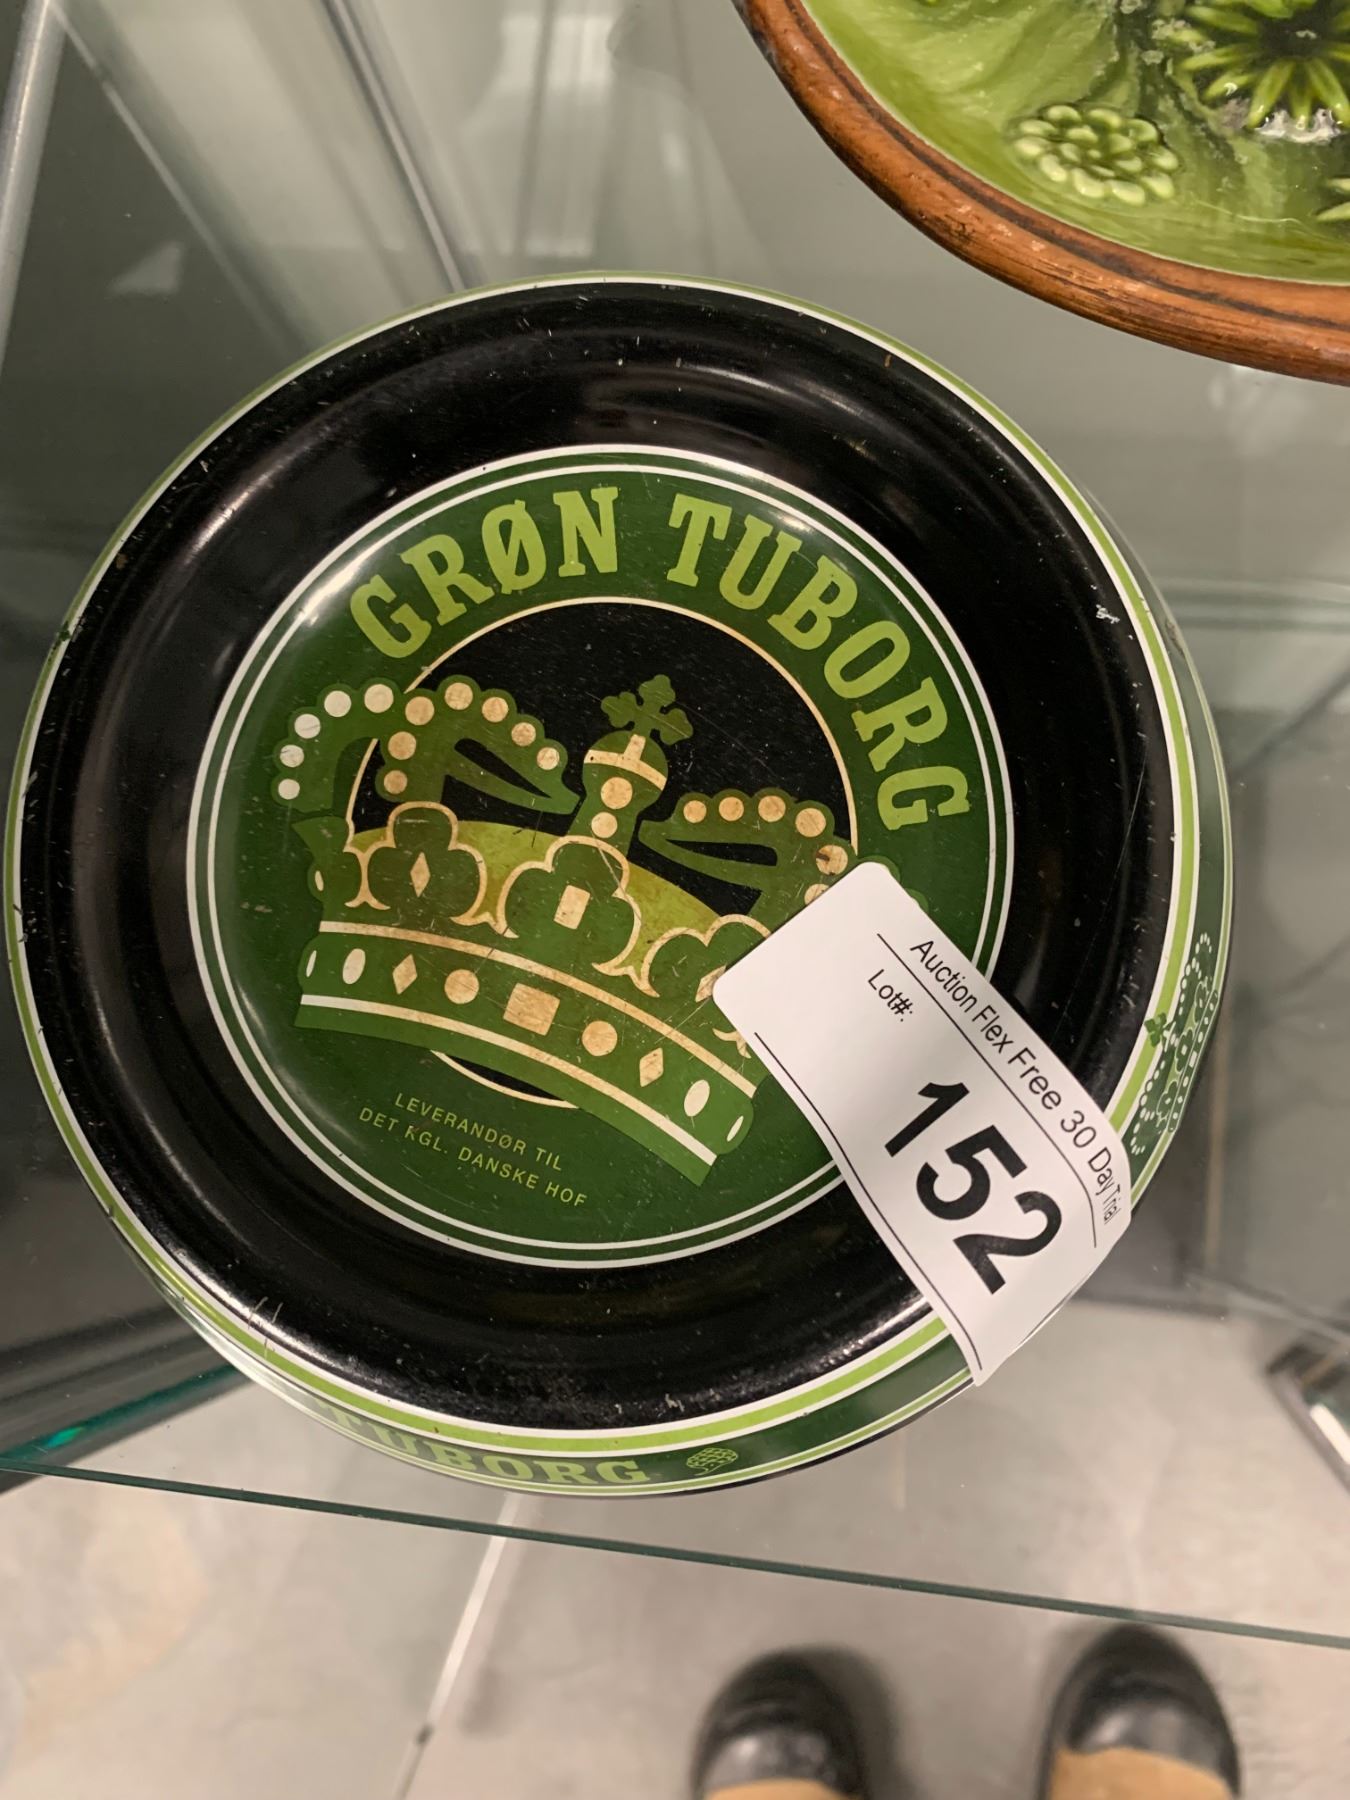 GRØN TUBORG
LEVERANDØR TIL
DET KGL. DANSKE HOF
Auction Flex Free 30 Day Trial
Lot#:
152
TUBORG